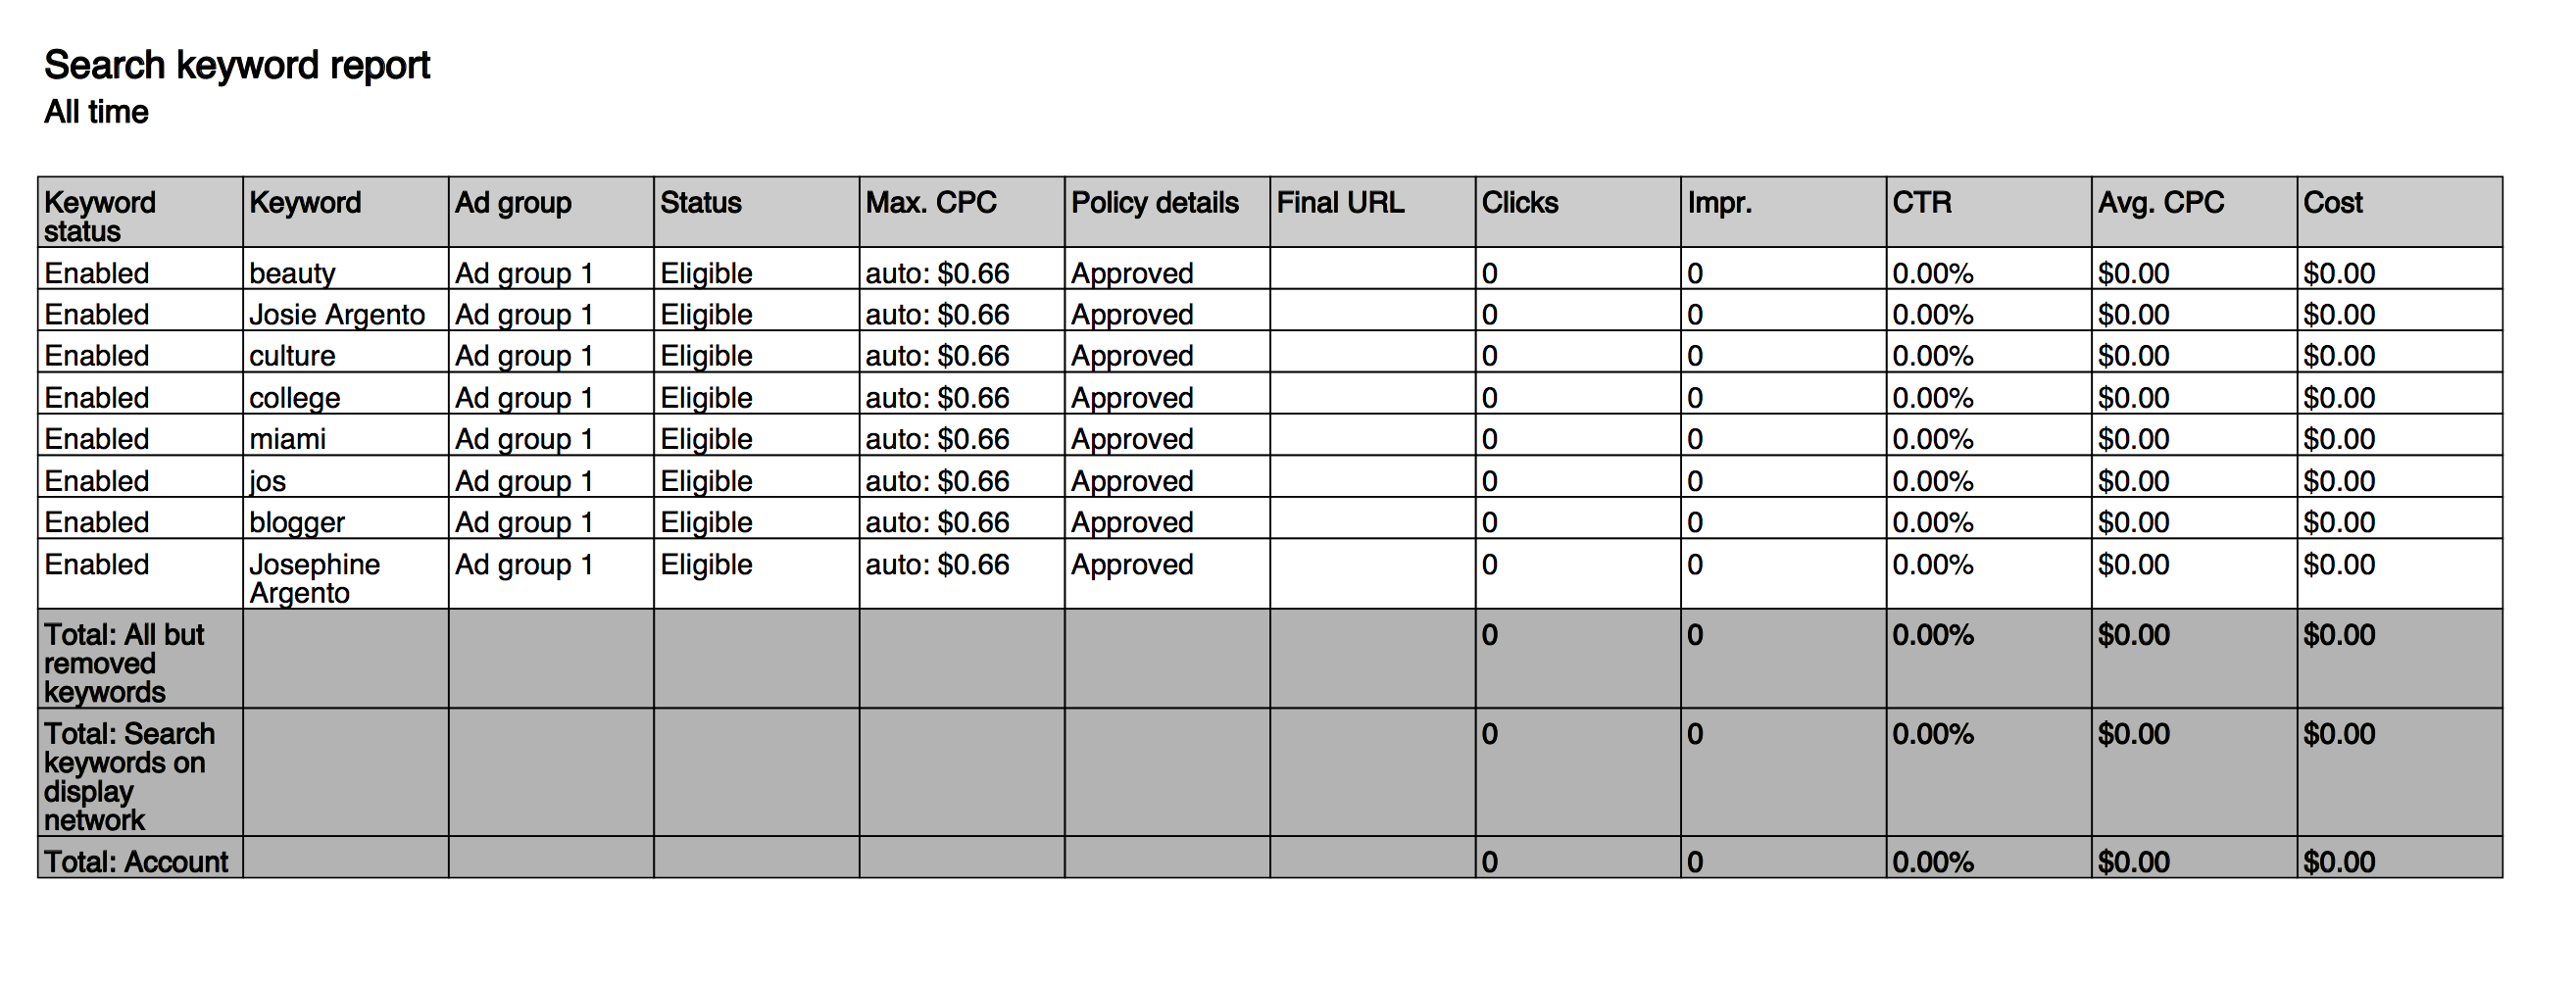 Search keyword report
All time
Keyword status Keyword Ad group Status Max. CPC Policy details Final URL Clicks Impr. CTR Avg. CPC Cost
Enabled beauty Ad group 1 Eligible auto: $0.66 Approved 0 0 0.00% $0.00 $0.00
Enabled Josie Argento Ad group 1 Eligible auto: $0.66 Approved 0 0 0.00% $0.00 $0.00
Enabled culture Ad group 1 Eligible auto: $0.66 Approved 0 0 0.00% $0.00 $0.00
Enabled college Ad group 1 Eligible auto: $0.66 Approved 0 0 0.00% $0.00 $0.00
Enabled miami Ad group 1 Eligible auto: $0.66 Approved 0 0 0.00% $0.00 $0.00
Enabled jos Ad group 1 Eligible auto: $0.66 Approved 0 0 0.00% $0.00 $0.00
Enabled blogger Ad group 1 Eligible auto: $0.66 Approved 0 0 0.00% $0.00 $0.00
Enabled Josephine Argento Ad group 1 Eligible auto: $0.66 Approved 0 0 0.00% $0.00 $0.00
Total: All but removed keywords 0 0 0.00% $0.00 $0.00
Total: Search keywords on display network 0 0 0.00% $0.00 $0.00
Total: Account 0 0 0.00% $0.00 $0.00